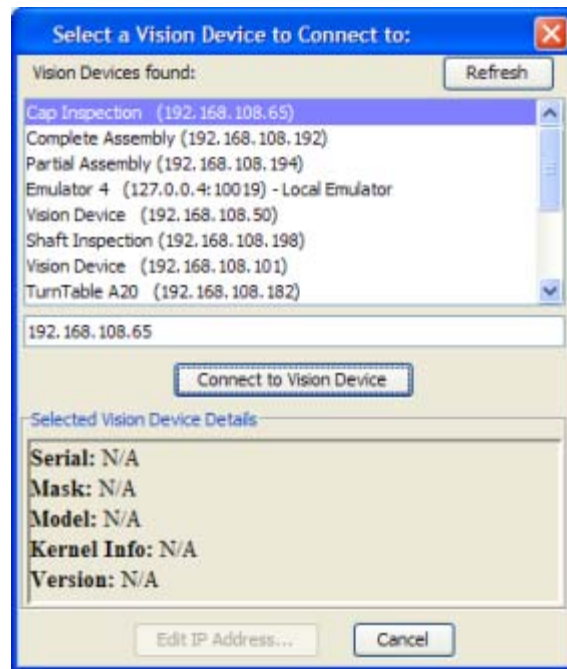 Select a Vision Device to Connect to:
Vision Devices found:
Refresh
Cap Inspection (192.168.108.65)
Complete Assembly (192.168.108.192)
Partial Assembly (192.168.108.194)
Emulator 4 (127.0.0.4:10019) - Local Emulator
Vision Device (192.168.108.50)
Shaft Inspection (192.168.108.198)
Vision Device (192.168.108.101)
TurnTable A20 (192.168.108.182)
192.168.108.65
Connect to Vision Device
Selected Vision Device Details
Serial: N/A
Mask: N/A
Model: N/A
Kernel Info: N/A
Version: N/A
Edit IP Address...
Cancel